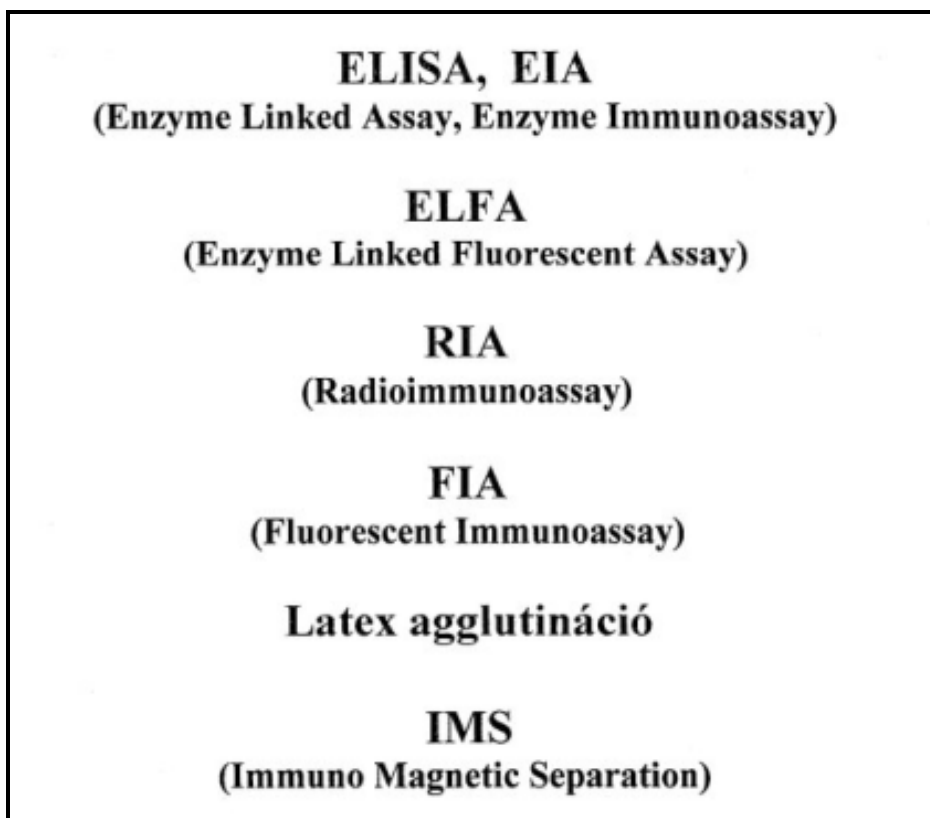 ELISA, EIA
(Enzyme Linked Assay, Enzyme Immunoassay)
ELFA
(Enzyme Linked Fluorescent Assay)
RIA
(Radioimmunoassay)
FIA
(Fluorescent Immunoassay)
Latex agglutináció
IMS
(Immuno Magnetic Separation)